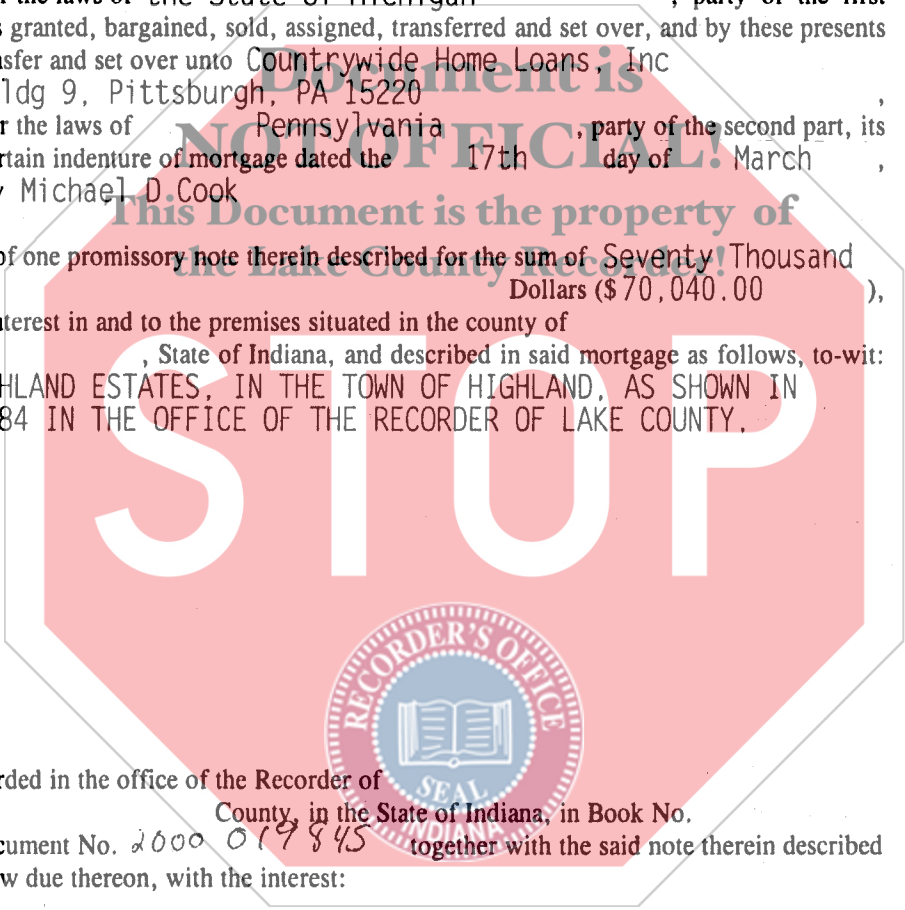 the laws of the State of Michigan , party of the first
granted, bargained, sold, assigned, transferred and set over, and by these presents
nsfer and set over unto Countrywide Home Loans, Inc
ldg 9, Pittsburgh, PA 15220 ,
r the laws of Pennsylvania , party of the second part, its
rtain indenture of mortgage dated the 17th day of March ,
y Michael D Cook
of one promissory note therein described for the sum of Seventy Thousand
Dollars ($ 70,040.00 ),
nterest in and to the premises situated in the county of
, State of Indiana, and described in said mortgage as follows, to-wit:
HLAND ESTATES, IN THE TOWN OF HIGHLAND, AS SHOWN IN
84 IN THE OFFICE OF THE RECORDER OF LAKE COUNTY,
rded in the office of the Recorder of
County, in the State of Indiana, in Book No.
cument No. 2000 019845 together with the said note therein described
w due thereon, with the interest:
Document is
NOT OFFICIAL!
This Document is the property of
the Lake County Recorder!
STOP
RECORDER'S OFFICE
SEAL
INDIANA